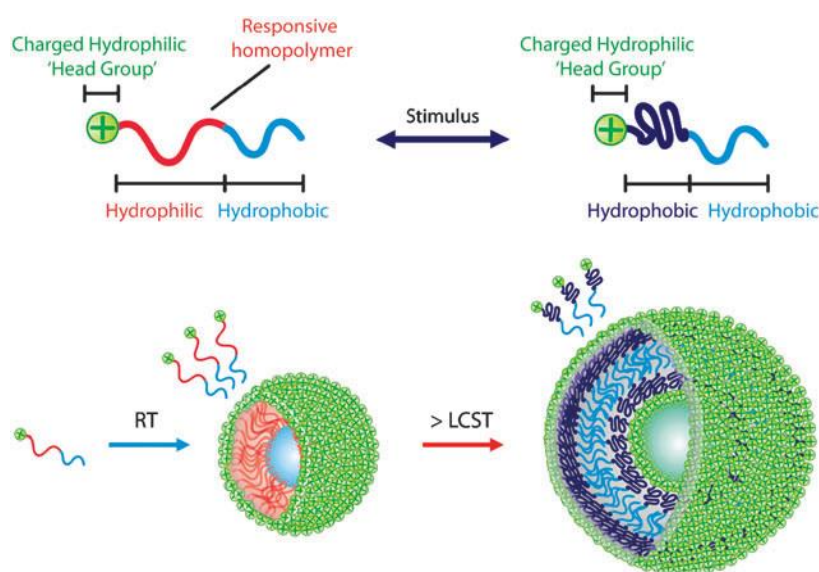 Responsive
homopolymer
Charged Hydrophilic
'Head Group'
+
Hydrophilic
Hydrophobic
Stimulus
Charged Hydrophilic
'Head Group'
+
Hydrophobic
Hydrophobic
RT
> LCST